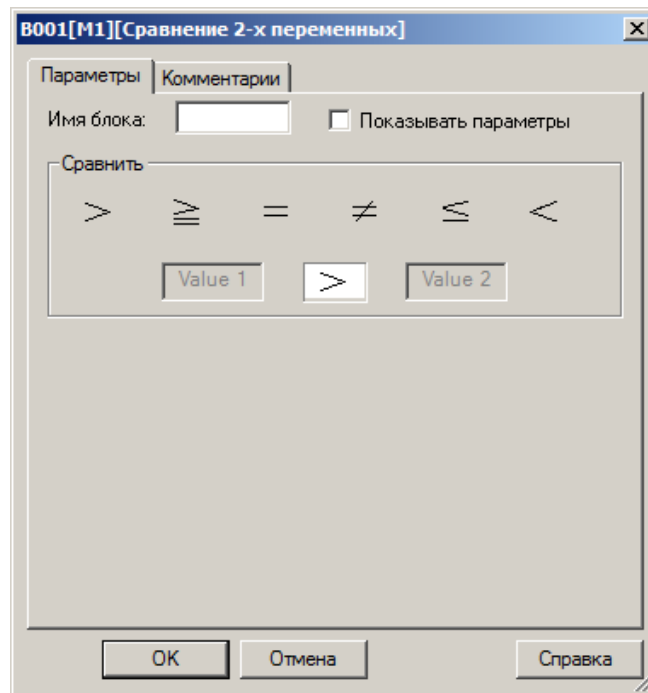 B001[M1][Сравнение 2-х переменных]
Параметры Комментарии
Имя блока: Показывать параметры
Сравнить
> ≧ = ≠ ≦ <
Value 1 > Value 2
OK Отмена Справка